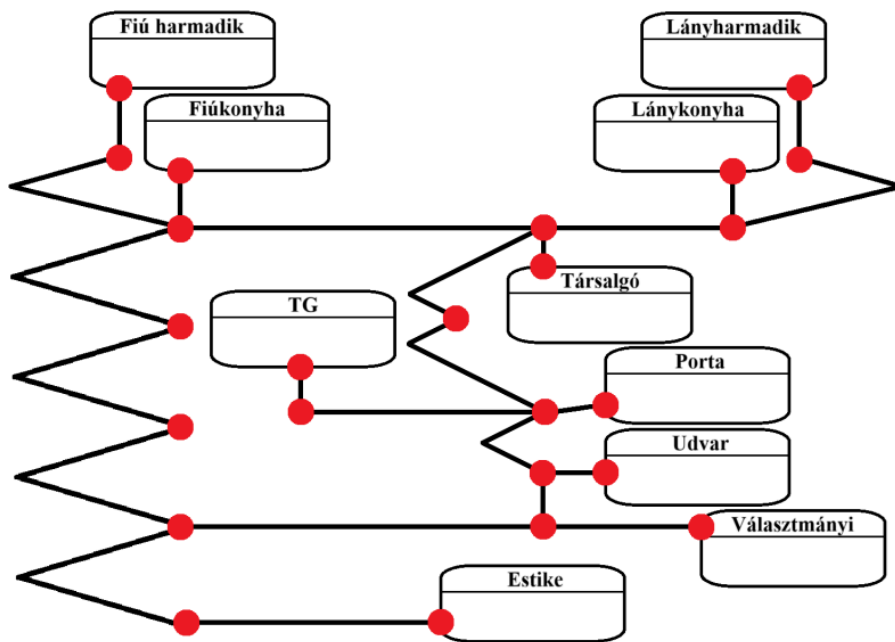 Fiú harmadik
Lányharmadik
Fiúkonyha
Lánykonyha
Társalgó
TG
Porta
Udvar
Választmányi
Estike